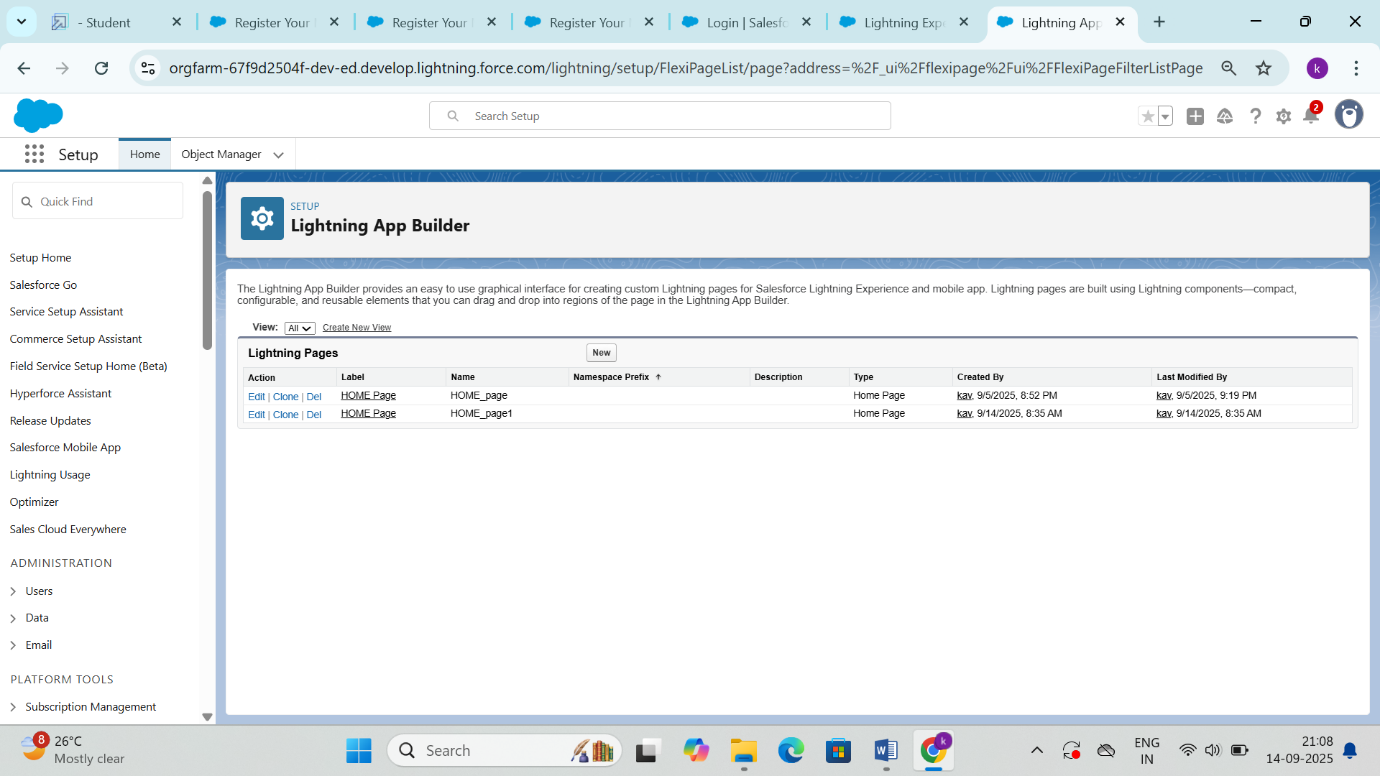 - Student
Register Your
Register Your
Register Your
Login | Salesfo
Lightning Expe
Lightning App
orgfarm-67f9d2504f-dev-ed.develop.lightning.force.com/lightning/setup/FlexiPageList/page?address=%2F_ui%2Fflexipage%2Fui%2FFlexiPageFilterListPage
k
Search Setup
2
Setup
Home
Object Manager
Quick Find
Setup Home
Salesforce Go
Service Setup Assistant
Commerce Setup Assistant
Field Service Setup Home (Beta)
Hyperforce Assistant
Release Updates
Salesforce Mobile App
Lightning Usage
Optimizer
Sales Cloud Everywhere
ADMINISTRATION
Users
Data
Email
PLATFORM TOOLS
Subscription Management
SETUP
Lightning App Builder
The Lightning App Builder provides an easy to use graphical interface for creating custom Lightning pages for Salesforce Lightning Experience and mobile app. Lightning pages are built using Lightning components—compact,
configurable, and reusable elements that you can drag and drop into regions of the page in the Lightning App Builder.
View: All Create New View
Lightning Pages New
Action Label Name Namespace Prefix ↑ Description Type Created By Last Modified By
Edit | Clone | Del HOME Page HOME_page Home Page kav, 9/5/2025, 8:52 PM kav, 9/5/2025, 9:19 PM
Edit | Clone | Del HOME Page HOME_page1 Home Page kav, 9/14/2025, 8:35 AM kav, 9/14/2025, 8:35 AM
8
26°C
Mostly clear
Search
k
ENG
IN
21:08
14-09-2025